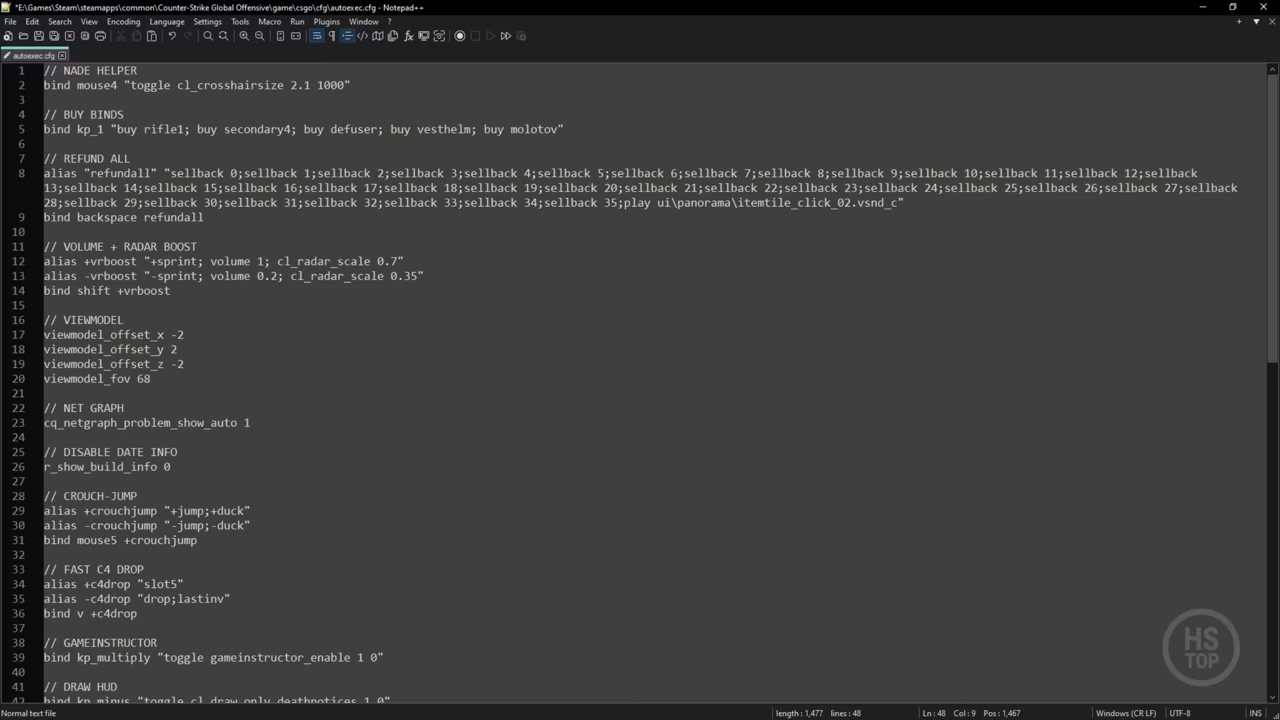 *E:\Games\Steam\steamapps\common\Counter-Strike Global Offensive\game\csgo\cfg\autoexec.cfg - Notepad++
File Edit Search View Encoding Language Settings Tools Macro Run Plugins Window ?
autoexec.cfg
1 // NADE HELPER
2 bind mouse4 "toggle cl_crosshairsize 2.1 1000"
3
4 // BUY BINDS
5 bind kp_1 "buy rifle1; buy secondary4; buy defuser; buy vesthelm; buy molotov"
6
7 // REFUND ALL
8 alias "refundall" "sellback 0;sellback 1;sellback 2;sellback 3;sellback 4;sellback 5;sellback 6;sellback 7;sellback 8;sellback 9;sellback 10;sellback 11;sellback 12;sellback
13;sellback 14;sellback 15;sellback 16;sellback 17;sellback 18;sellback 19;sellback 20;sellback 21;sellback 22;sellback 23;sellback 24;sellback 25;sellback 26;sellback 27;sellback
28;sellback 29;sellback 30;sellback 31;sellback 32;sellback 33;sellback 34;sellback 35;play ui\panorama\itemtile_click_02.vsnd_c"
9 bind backspace refundall
10
11 // VOLUME + RADAR BOOST
12 alias +vrboost "+sprint; volume 1; cl_radar_scale 0.7"
13 alias -vrboost "-sprint; volume 0.2; cl_radar_scale 0.35"
14 bind shift +vrboost
15
16 // VIEWMODEL
17 viewmodel_offset_x -2
18 viewmodel_offset_y 2
19 viewmodel_offset_z -2
20 viewmodel_fov 68
21
22 // NET GRAPH
23 cq_netgraph_problem_show_auto 1
24
25 // DISABLE DATE INFO
26 r_show_build_info 0
27
28 // CROUCH-JUMP
29 alias +crouchjump "+jump;+duck"
30 alias -crouchjump "-jump;-duck"
31 bind mouse5 +crouchjump
32
33 // FAST C4 DROP
34 alias +c4drop "slot5"
35 alias -c4drop "drop;lastinv"
36 bind v +c4drop
37
38 // GAMEINSTRUCTOR
39 bind kp_multiply "toggle gameinstructor_enable 1 0"
40
41 // DRAW HUD
42 bind kp_minus "toggle cl_draw_only_deathnotices 1 0"
HS
TOP
Normal text file length : 1,477 lines : 48 Ln : 48 Col : 9 Pos : 1,467 Windows (CR LF) UTF-8 INS